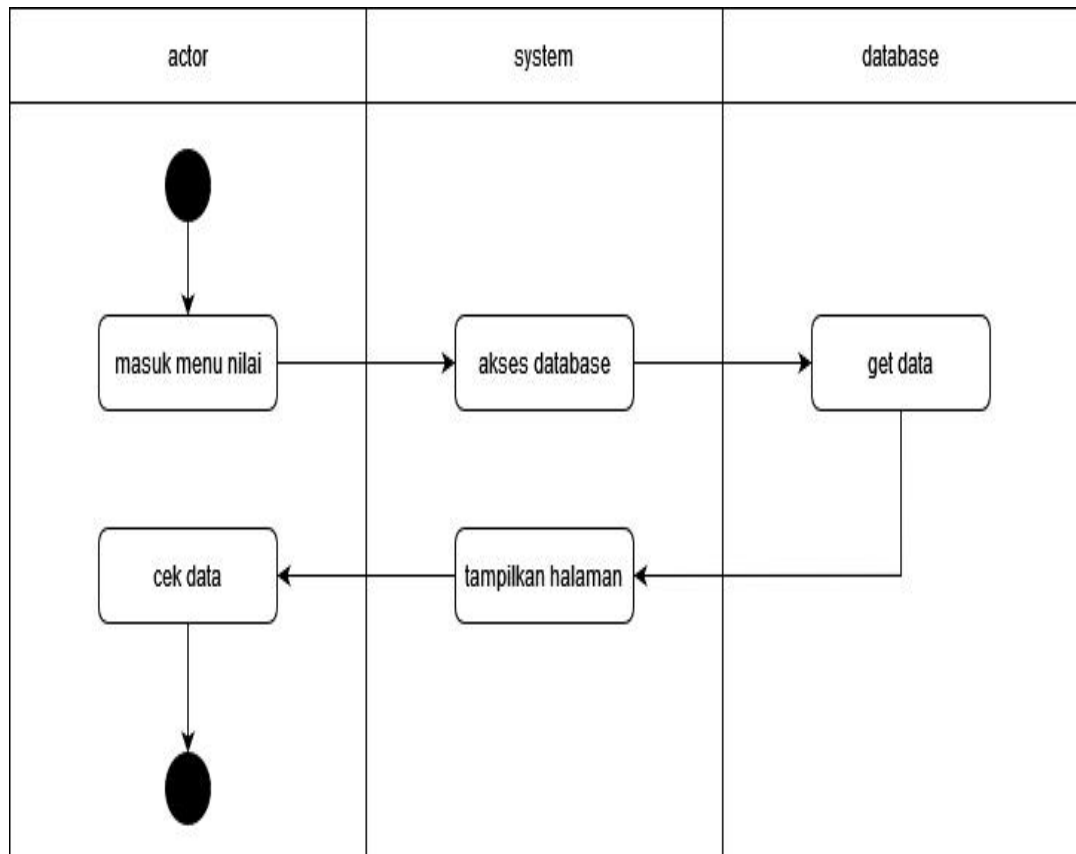 actor
system
database
masuk menu nilai
akses database
get data
cek data
tampilkan halaman